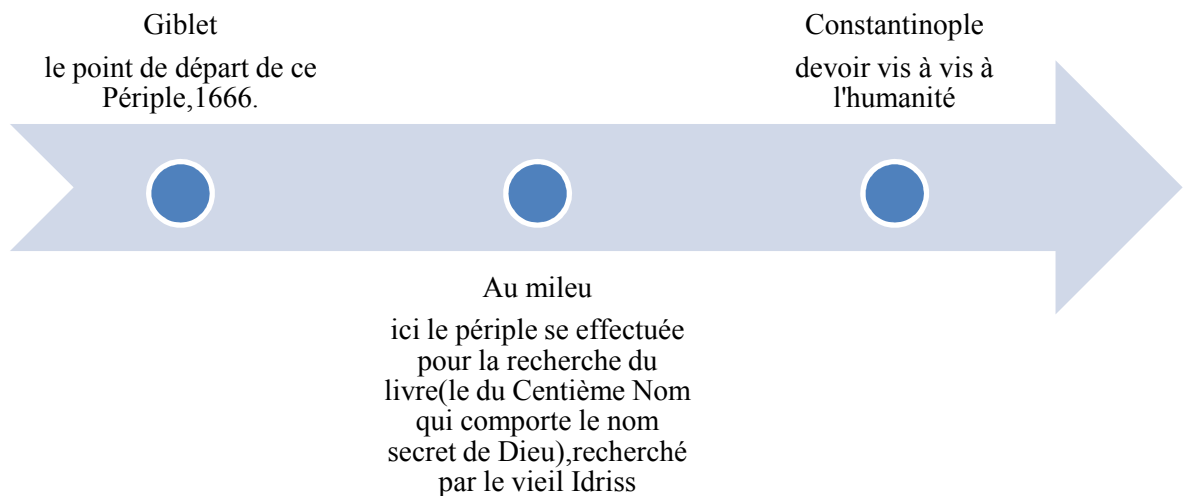 Giblet
le point de départ de ce
Périple,1666.
Au mileu
ici le périple se effectuée
pour la recherche du
livre(le du Centième Nom
qui comporte le nom
secret de Dieu),recherché
par le vieil Idriss
Constantinople
devoir vis à vis à
l'humanité